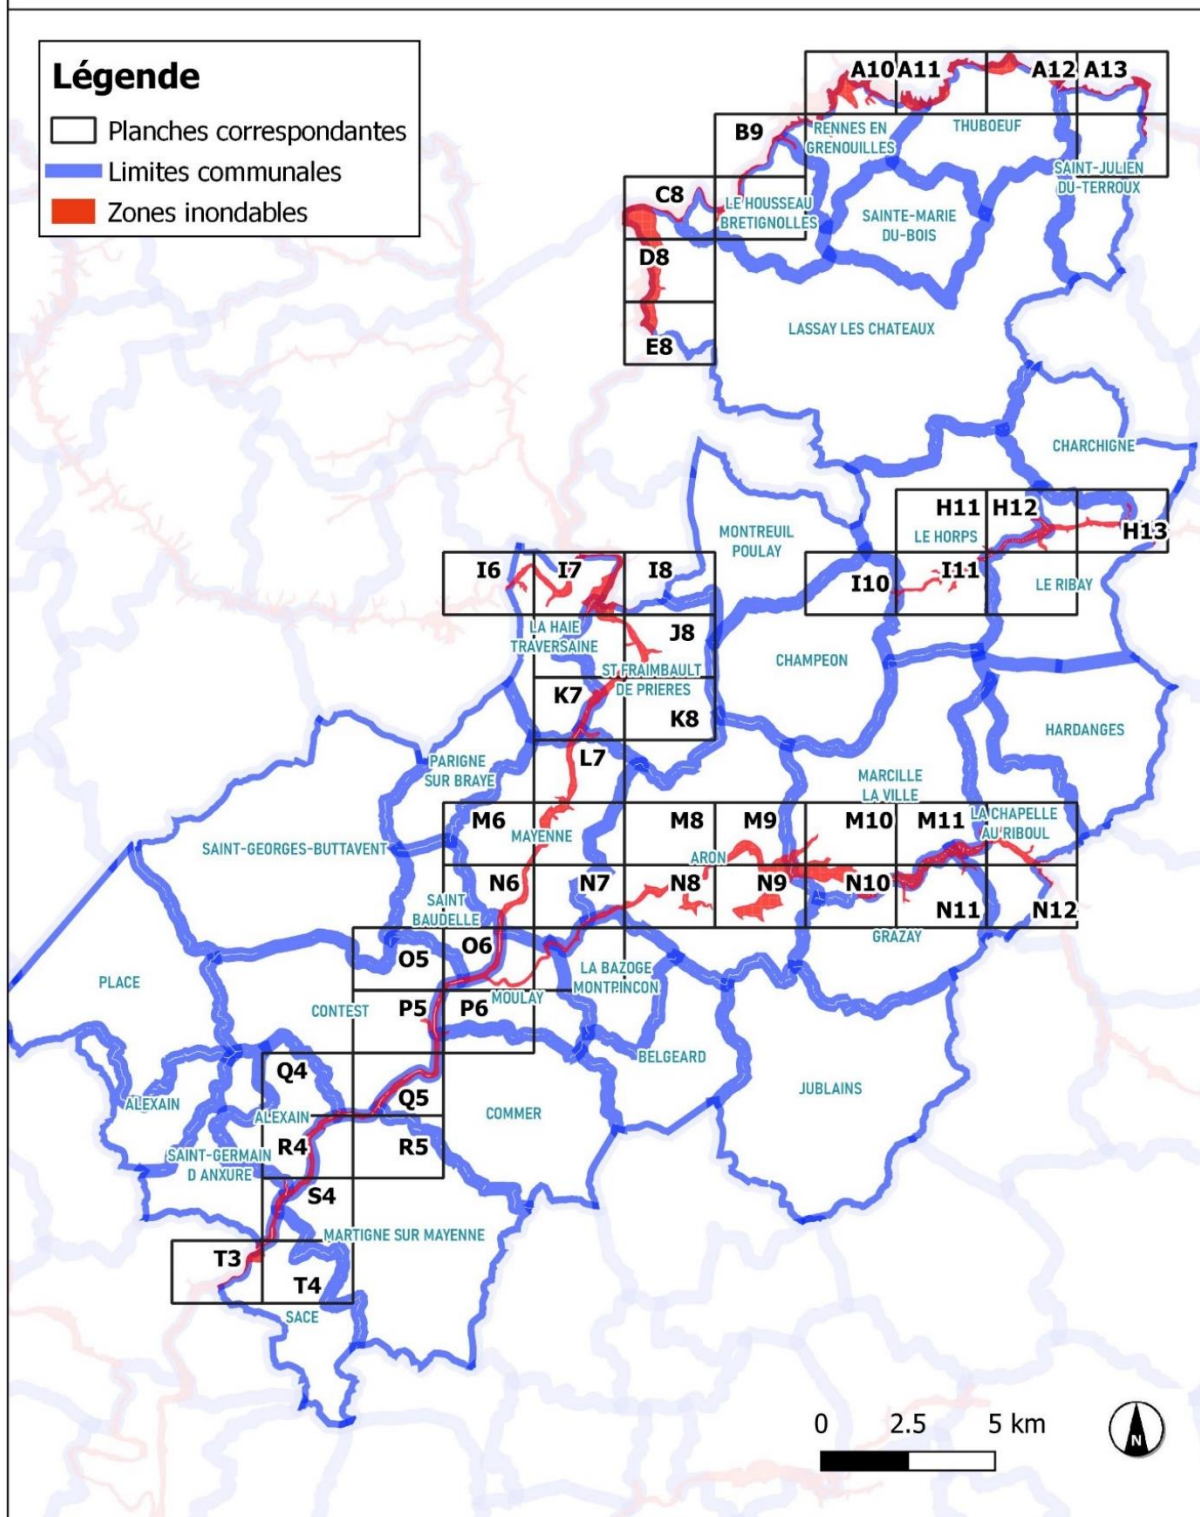 Légende
Planches correspondantes
Limites communales
Zones inondables
A10
A11
A12
A13
B9
RENNES EN
GRENOUILLES
THUBOEUF
SAINT-JULIEN
DU-TERROUX
C8
LE HOUSSEAU
BRETIGNOLLES
SAINTE-MARIE
DU-BOIS
D8
LASSAY LES CHATEAUX
E8
CHARCHIGNE
H11
H12
H13
MONTREUIL
POULAY
LE HORPS
I6
I7
I8
I10
I11
LE RIBAY
LA HAIE
TRAVERSAINE
J8
ST FRAIMBAULT
DE PRIERES
CHAMPEON
K7
K8
HARDANGES
L7
PARIGNE
SUR BRAYE
MARCILLE
LA VILLE
M6
MAYENNE
M8
M9
M10
M11
LA CHAPELLE
AU RIBOUL
SAINT-GEORGES-BUTTAVENT
ARON
N6
N7
N8
N9
N10
N11
N12
SAINT
BAUDELLE
GRAZAY
O5
O6
LA BAZOGE
MONTPINCON
PLACE
CONTEST
P5
P6
MOULAY
BELGEARD
Q4
Q5
JUBLAINS
ALEXAIN
ALEXAIN
COMMER
R4
R5
SAINT-GERMAIN
D ANXURE
S4
MARTIGNE SUR MAYENNE
T3
T4
SACE
0 2.5 5 km
N